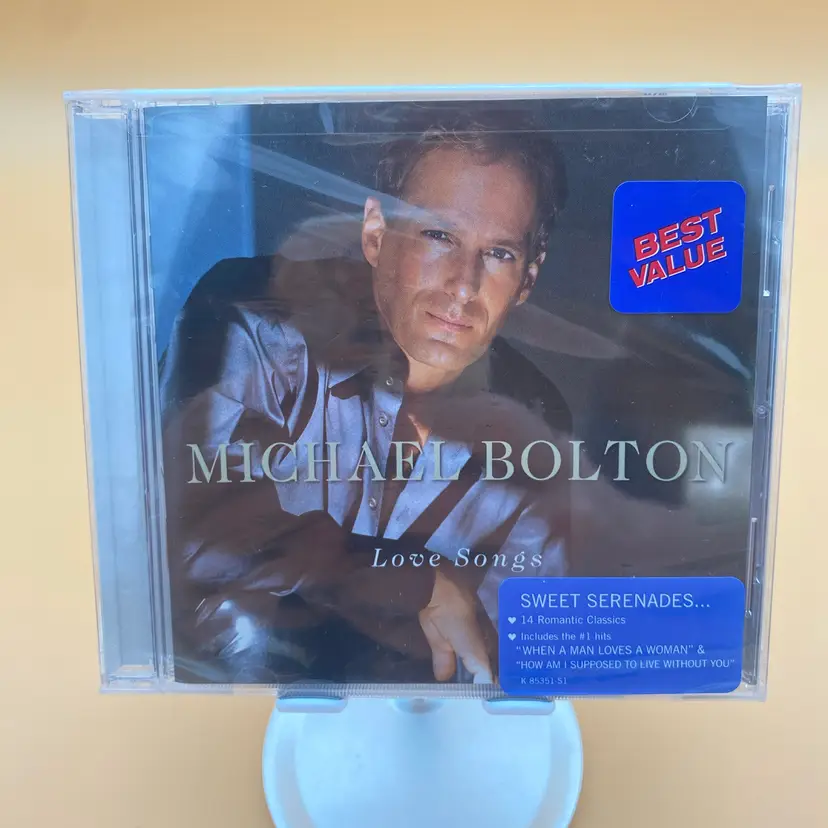 BEST
VALUE
MICHAEL BOLTON
Love Songs
SWEET SERENADES...
14 Romantic Classics
Includes the #1 hits
"WHEN A MAN LOVES A WOMAN" &
"HOW AM I SUPPOSED TO LIVE WITHOUT YOU"
K 85351-S1